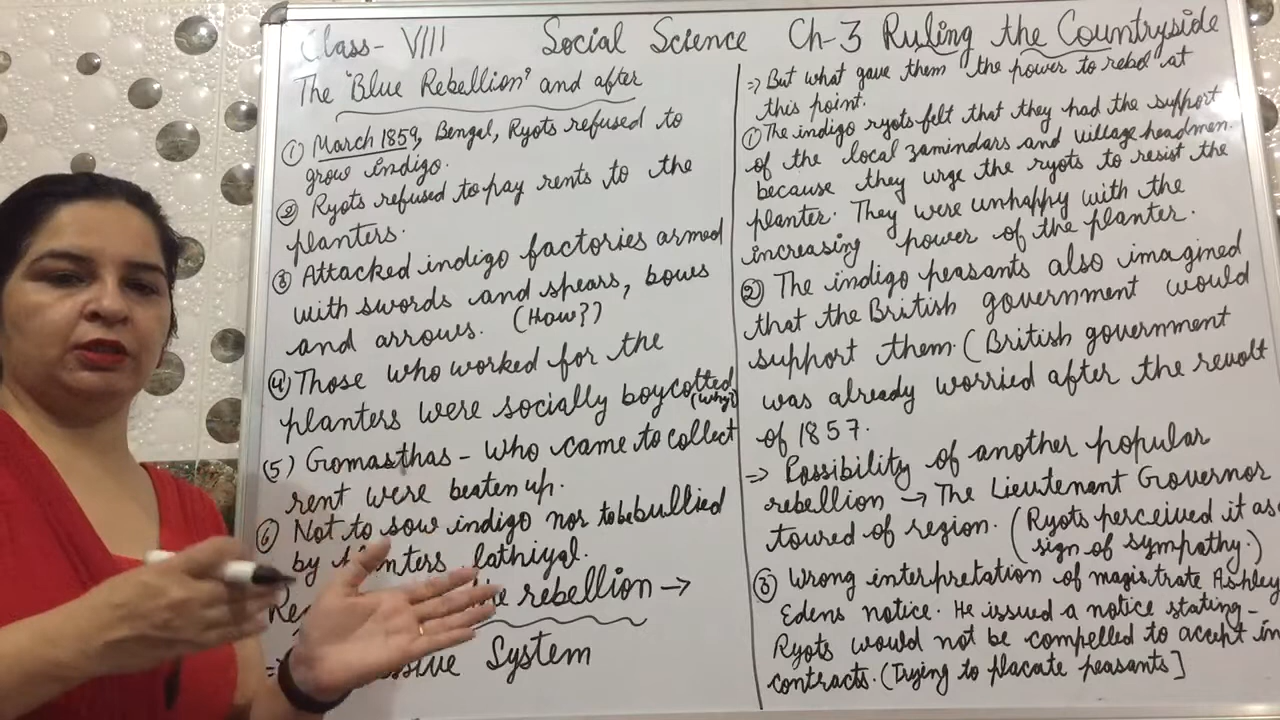 Class- VIII Social Science Ch-3 Ruling the Countryside
The "Blue Rebellion" and after
① March 1859, Bengal, Ryots refused to
grow indigo.
② Ryots refused to pay rents to the
planters.
③ Attacked indigo factories armed
with swords and spears, bows
and arrows. (How?)
④ Those who worked for the
planters were socially boycotted
(why?)
(5) Gomasthas - Who came to collect
rent were beaten up.
⑥ Not to sow indigo nor to be bullied
by lathiyal.
rebellion →
System
⇒ But what gave them the power to rebel at
this point.
① The indigo ryots felt that they had the support
of the local zamindars and village headmen.
because they urge the ryots to resist the
planter. They were unhappy with the
increasing power of the planter.
② The indigo peasants also imagined
that the British government would
support them. (British government
was already worried after the revolt
of 1857.
⇒ Possibility of another popular
rebellion → The Lieutenant Governor
toured of region. (Ryots perceived it as
sign of sympathy.)
③ Wrong interpretation of magistrate Ashley
Edens notice. He issued a notice stating -
Ryots would not be compelled to accept in
contracts. (Trying to placate peasants]